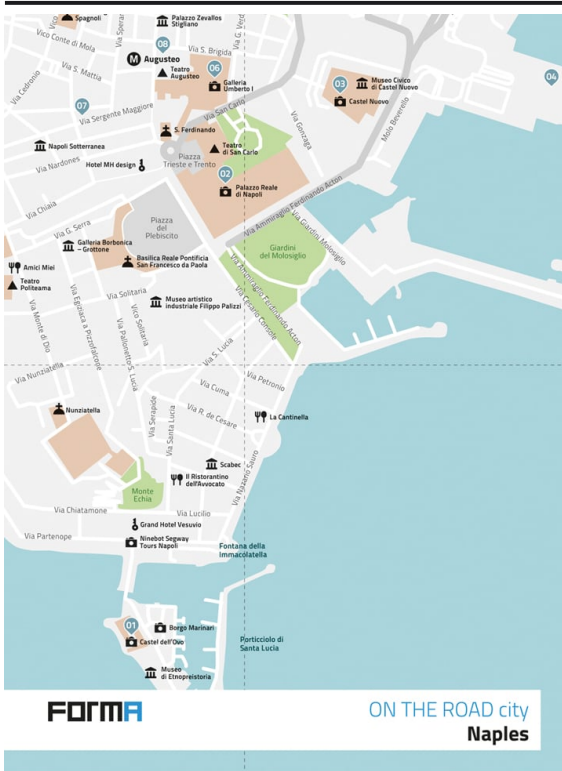 Vico
Spagnoli
Via Speran
Palazzo Zevallos
Stigliano
Via G. Verdi
Vico Conte di Mola
08
Via S. Brigida
M Augusteo
04
Via S. Mattia
Teatro
Augusteo
06
Galleria
Umberto I
03
Museo Civico
di Castel Nuovo
Via Cedronio
07
Castel Nuovo
Via Sergente Maggiore
Via San Carlo
Via Gonzaga
Molo Beverello
S. Ferdinando
Napoli Sotterranea
Teatro
di San Carlo
Via Nardones
Hotel MH design
Piazza
Trieste e Trento
02
Palazzo Reale
di Napoli
Via Chiaia
Via Ammiraglio Ferdinando Acton
Via G. Serra
Piazza
del
Plebiscito
Via Giardini Molosiglio
Galleria Borbonica
– Grottone
Giardini
del Molosiglio
Amici Miei
Basilica Reale Pontificia
San Francesco da Paola
Teatro
Politeama
Via Ammiraglio Ferdinando Acton
Via Cesario Console
Via Solitaria
Museo artistico
industriale Filippo Palizzi
Via Monte di Dio
Via Egiziaca a Pizzofalcone
Vico Solitaria
Via Pallonetto S. Lucia
Via S. Lucia
Via Nunziatella
Via Petronio
Via Cuma
Nunziatella
Via Serapide
Via Santa Lucia
Via R. de Cesare
La Cantinella
Scabec
Il Ristorantino
dell'Avvocato
Via Nazario Sauro
Monte
Echia
Via Chiatamone
Via Lucilio
Grand Hotel Vesuvio
Via Partenope
Ninebot Segway
Tours Napoli
Fontana della
Immacolatella
01
Borgo Marinari
Castel dell'Ovo
Porticciolo di
Santa Lucia
Museo
di Etnopreistoria
FORMA
ON THE ROAD city
Naples